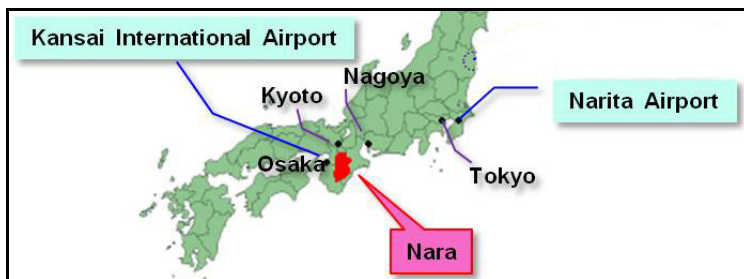 Kansai International Airport
Nagoya
Kyoto
Narita Airport
Osaka
Tokyo
Nara